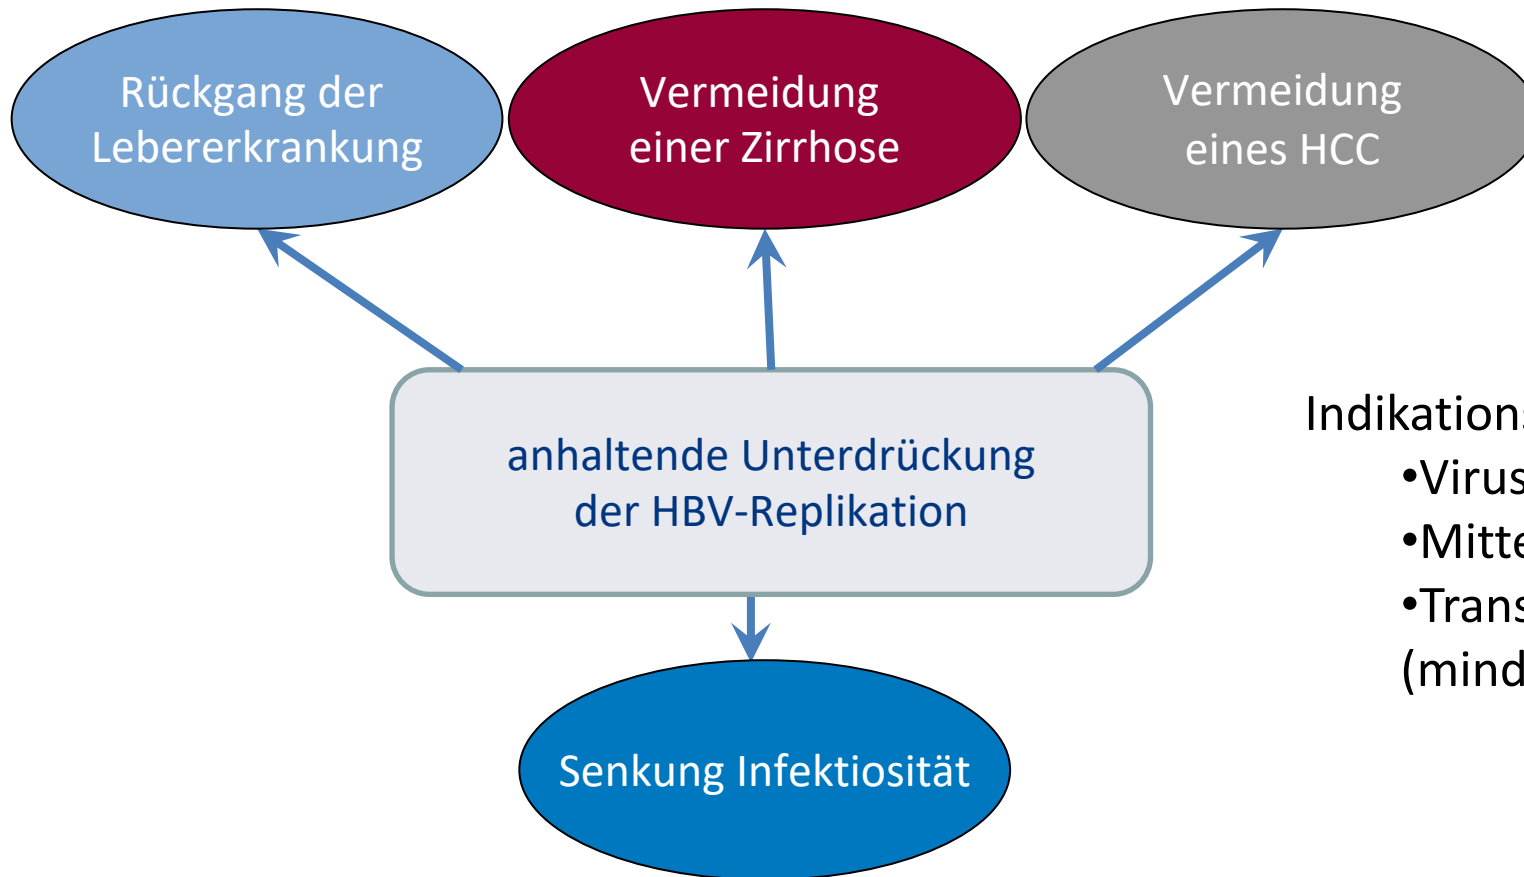 Rückgang der
Lebererkrankung
Vermeidung
einer Zirrhose
Vermeidung
eines HCC
anhaltende Unterdrückung
der HBV-Replikation
Senkung Infektiosität